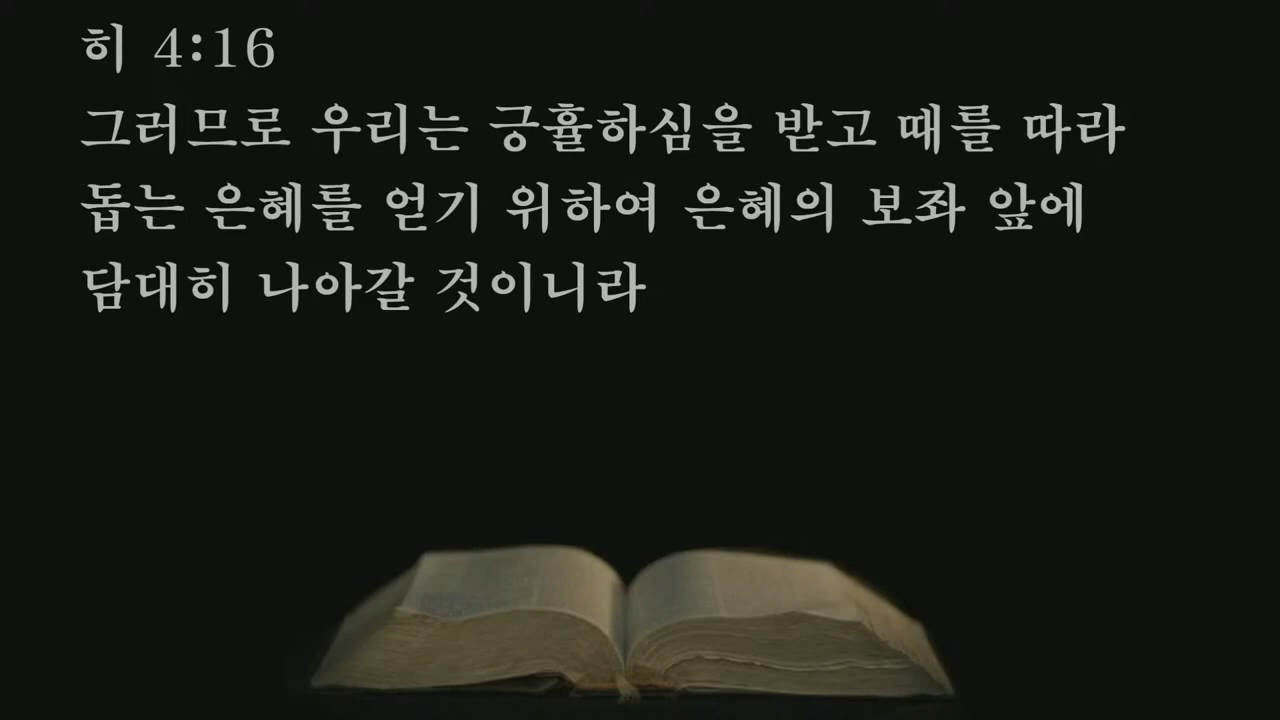 히 4:16
그러므로 우리는 긍휼하심을 받고 때를 따라
돕는 은혜를 얻기 위하여 은혜의 보좌 앞에
담대히 나아갈 것이니라